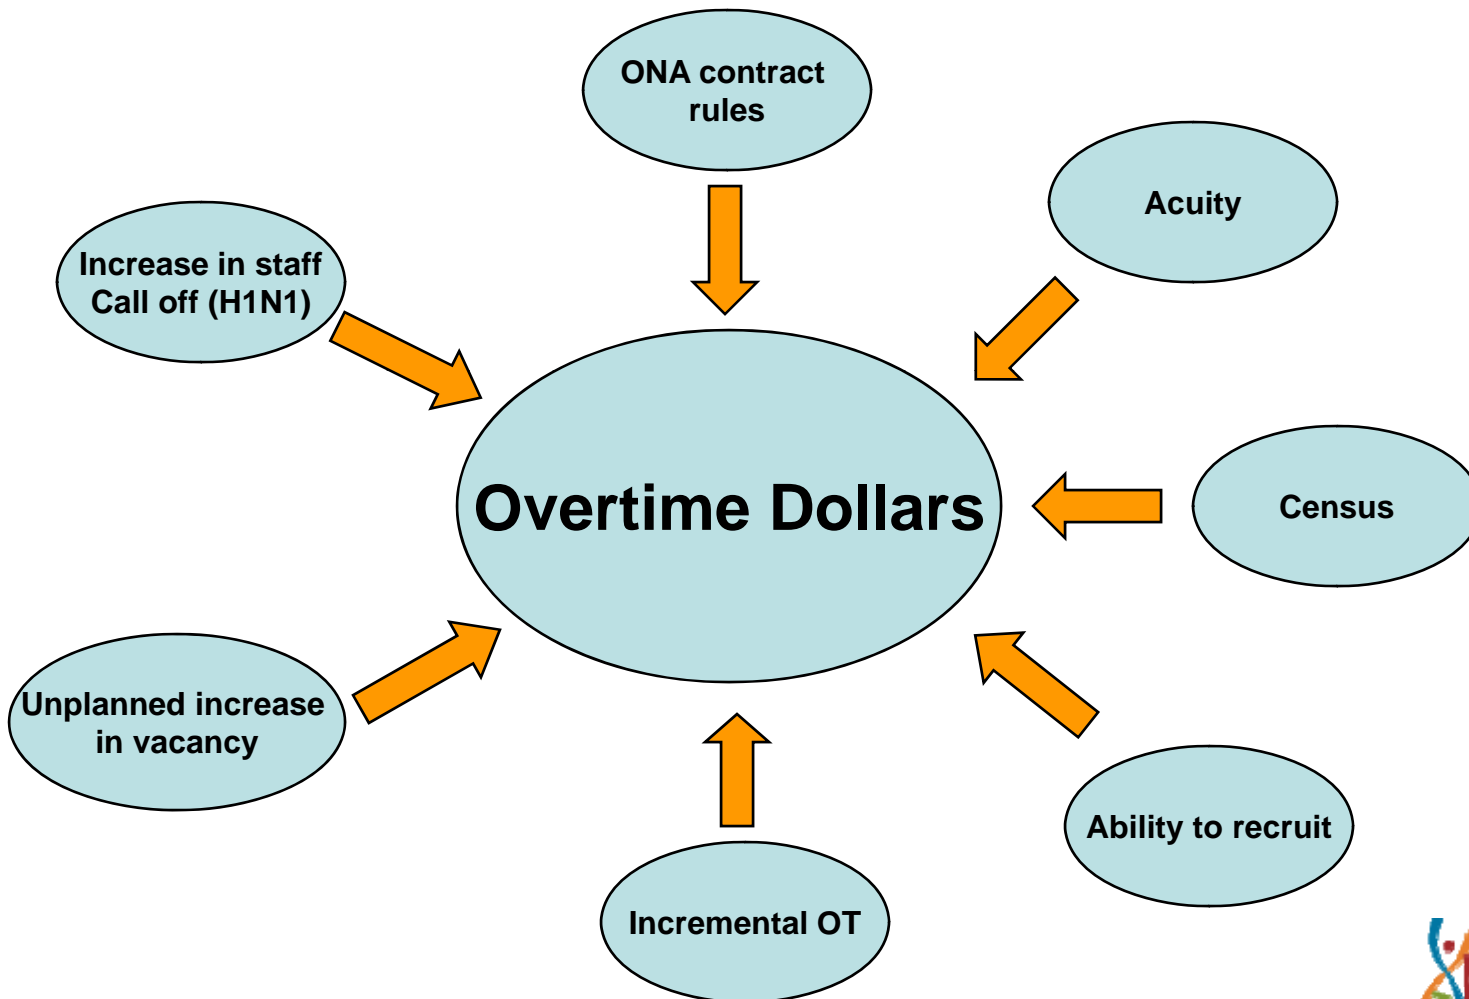 ONA contract
rules
Acuity
Increase in staff
Call off (H1N1)
Overtime Dollars
Census
Unplanned increase
in vacancy
Ability to recruit
Incremental OT